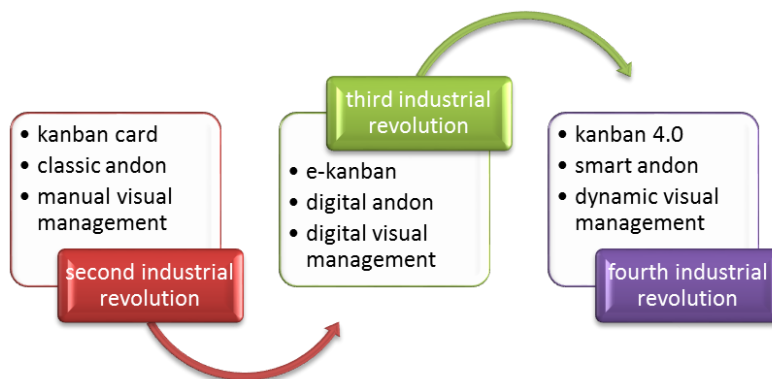 • kanban card
• classic andon
• manual visual
management
second industrial
revolution
third industrial
revolution
• e-kanban
• digital andon
• digital visual
management
• kanban 4.0
• smart andon
• dynamic visual
management
fourth industrial
revolution